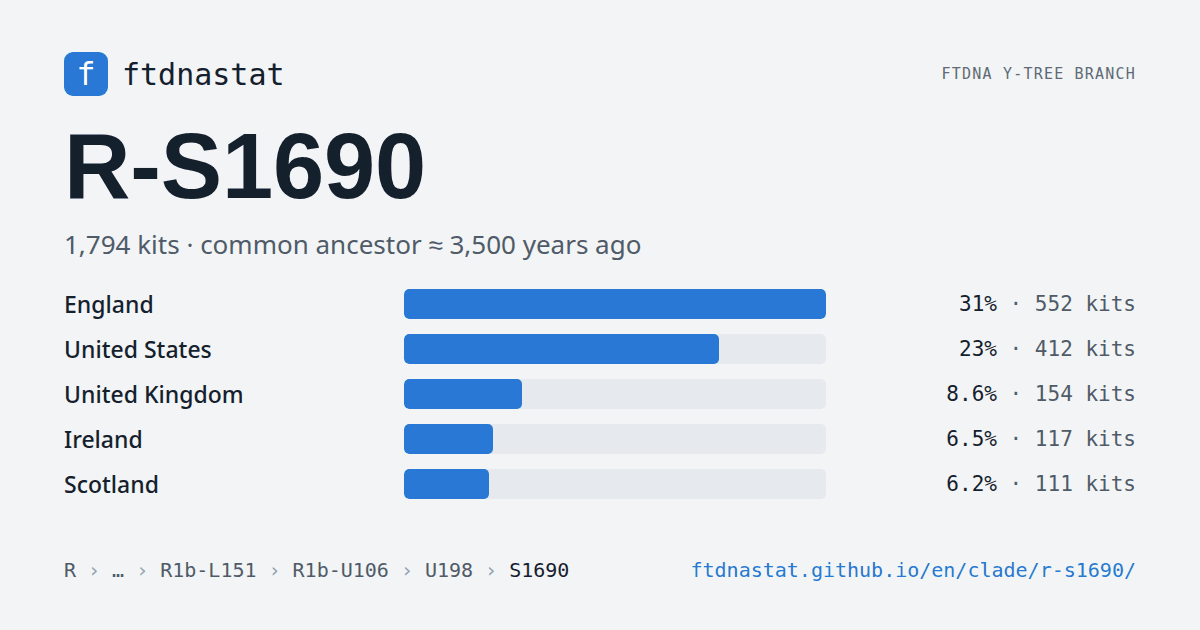 f ftdnastat
FTDNA Y-TREE BRANCH
R-S1690
1,794 kits · common ancestor ≈ 3,500 years ago
England 31% · 552 kits
United States 23% · 412 kits
United Kingdom 8.6% · 154 kits
Ireland 6.5% · 117 kits
Scotland 6.2% · 111 kits
R › … › R1b-L151 › R1b-U106 › U198 › S1690
ftdnastat.github.io/en/clade/r-s1690/